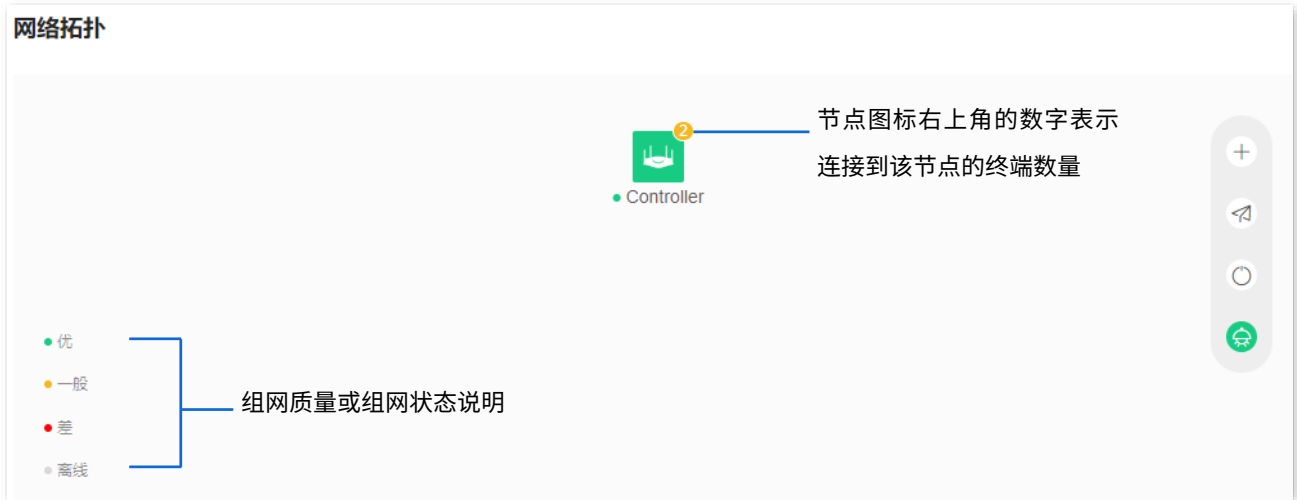 网络拓扑
2
节点图标右上角的数字表示
连接到该节点的终端数量
Controller
优
一般
组网质量或组网状态说明
差
离线